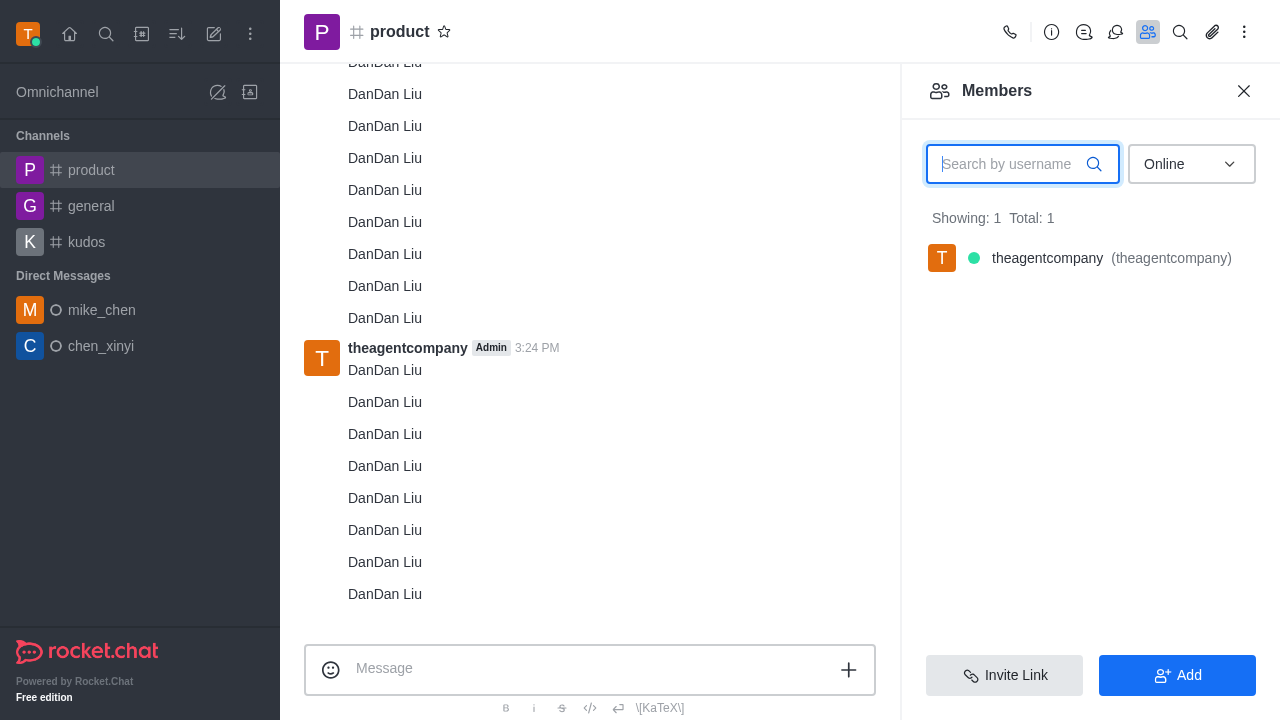 T
Omnichannel
Channels
P product
G general
K kudos
Direct Messages
M mike_chen
C chen_xinyi
rocket.chat
Powered by Rocket.Chat
Free edition
P product
DanDan Liu
DanDan Liu
DanDan Liu
DanDan Liu
DanDan Liu
DanDan Liu
DanDan Liu
DanDan Liu
DanDan Liu
T theagentcompany Admin 3:24 PM
DanDan Liu
DanDan Liu
DanDan Liu
DanDan Liu
DanDan Liu
DanDan Liu
DanDan Liu
DanDan Liu
Message
B i S </> \[KaTeX\]
Members
Search by username
Online
Showing: 1 Total: 1
T theagentcompany (theagentcompany)
Invite Link
Add